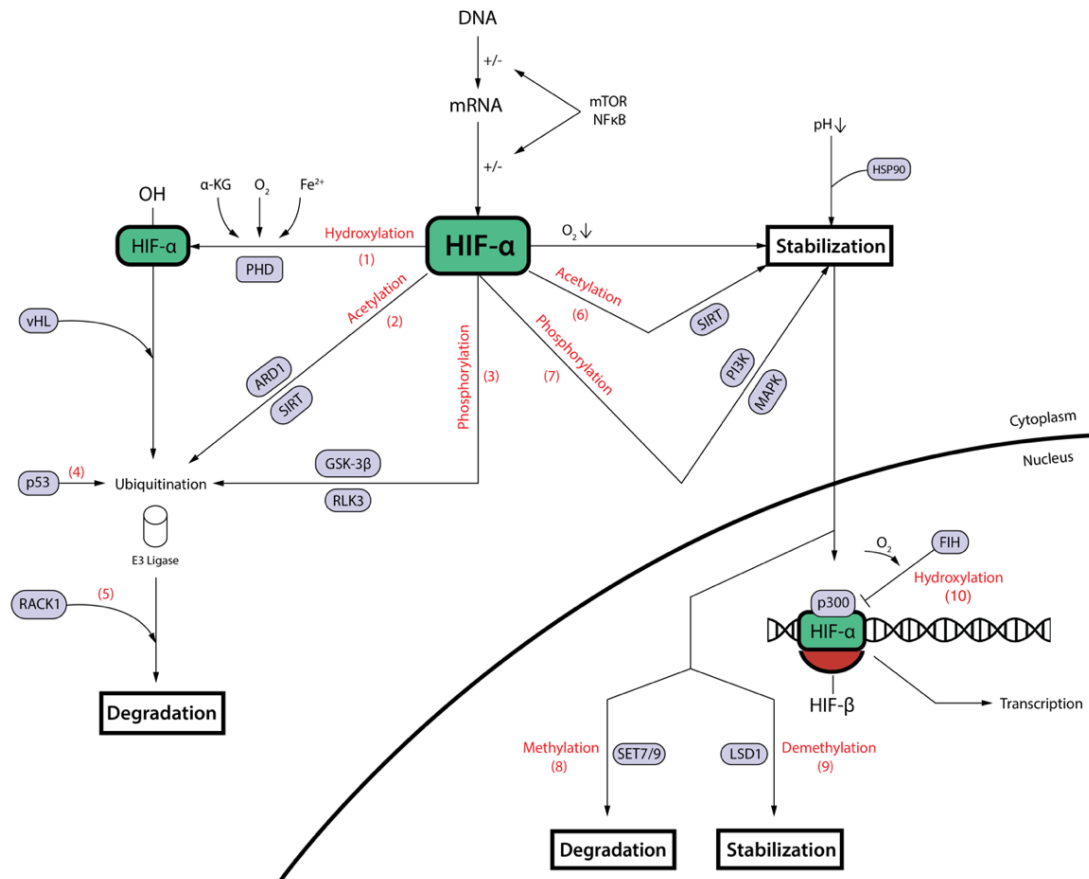 DNA
+/-
mRNA
mTOR
NFκB
+/-
pH↓
HSP90
OH
α-KG
O₂
Fe²⁺
HIF-α
PHD
Hydroxylation
(1)
HIF-α
O₂↓
Stabilization
vHL
Acetylation
(2)
ARD1
SIRT
Phosphorylation
(3)
GSK-3β
RLK3
Acetylation
(6)
SIRT
Phosphorylation
(7)
PI3K
MAPK
p53
(4)
Ubiquitination
E3 Ligase
RACK1
(5)
Degradation
Cytoplasm
Nucleus
O₂
FIH
Hydroxylation
(10)
p300
HIF-α
HIF-β
Transcription
Methylation
(8)
SET7/9
LSD1
Demethylation
(9)
Degradation
Stabilization